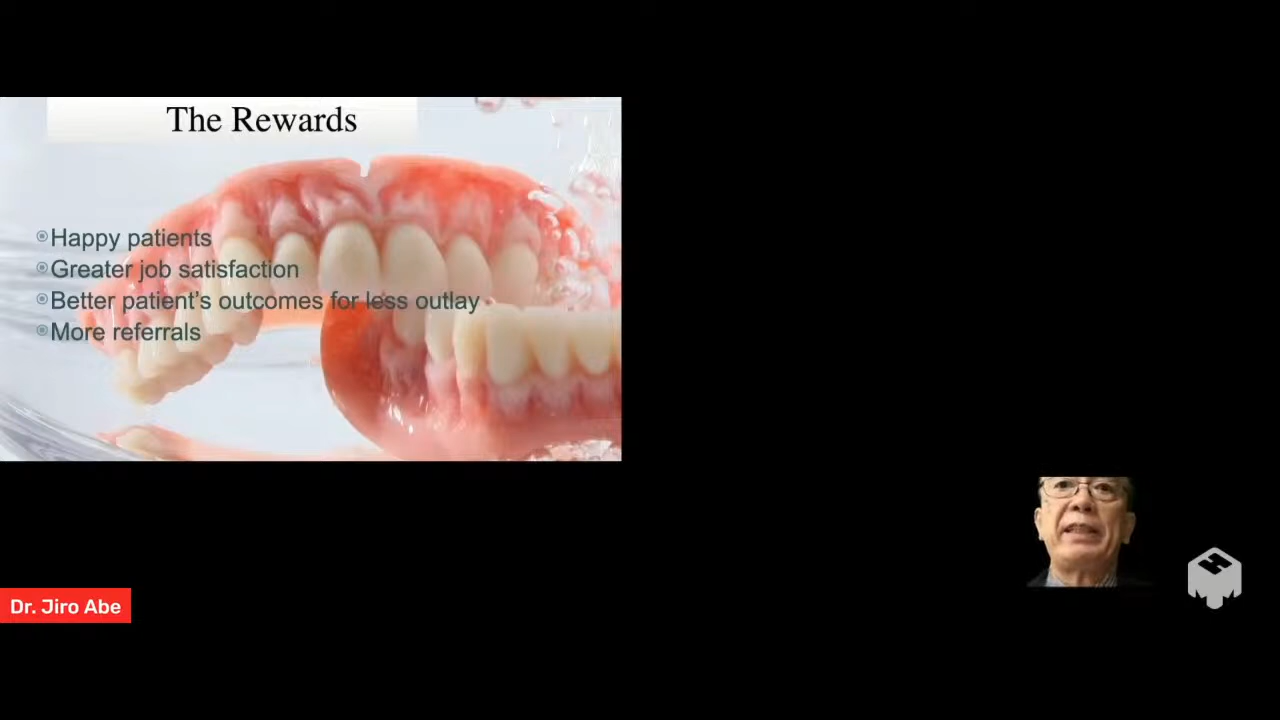 The Rewards
Happy patients
Greater job satisfaction
Better patient's outcomes for less outlay
More referrals
Dr. Jiro Abe